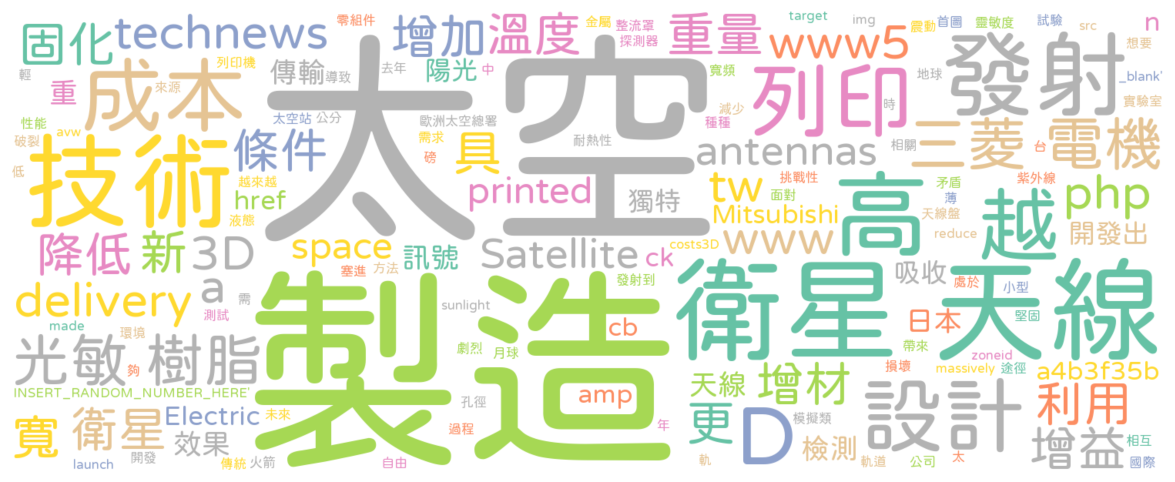 零組件
金屬
整流罩
target
img
震動
首圖
靈敏度
試驗
src
n
固化
technews
增加
溫度
探測器
重量
www5
想要
列印機
傳輸
導致
去年
陽光
中
寬頻
列印
地球
發射
_blank'
輕
重
成本
來源
太空
減少
時
實驗室
性能
avw
太空站
公分
歐洲太空總署
種種
破裂
技術
條件
需求
耐熱性
相關
三菱
台
電機
低
磅
具
antennas
越來越
挑戰性
矛盾
紫外線
href
printed
獨特
tw
面對
高
薄
php
液態
Mitsubishi
天線盤
越
降低
新
3D
space
訊號
Satellite
ck
costs3D
www
reduce
開發出
塞進
方法
發射到
衛星
吸收
處於
天線
delivery
a
需
製造
sunlight
小型
測試
made
環境
cb
日本
堅固
光敏
樹脂
夠
劇烈
月球
帶來
zoneid
損壞
massively
途徑
a4b3f35b
INSERT_RANDOM_NUMBER_HERE'
amp
天線
增材
設計
利用
寬
衛星
Electric
未來
孔徑
更
D
模擬類
效果
過程
年
檢測
增益
相互
launch
開發
傳統
火箭
自由
軌
軌道
公司
太
國際